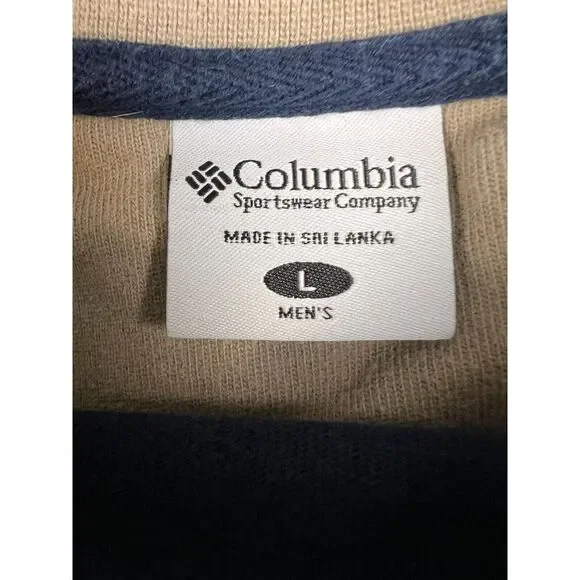 Columbia
Sportswear Company
MADE IN SRI LANKA
L
MEN'S